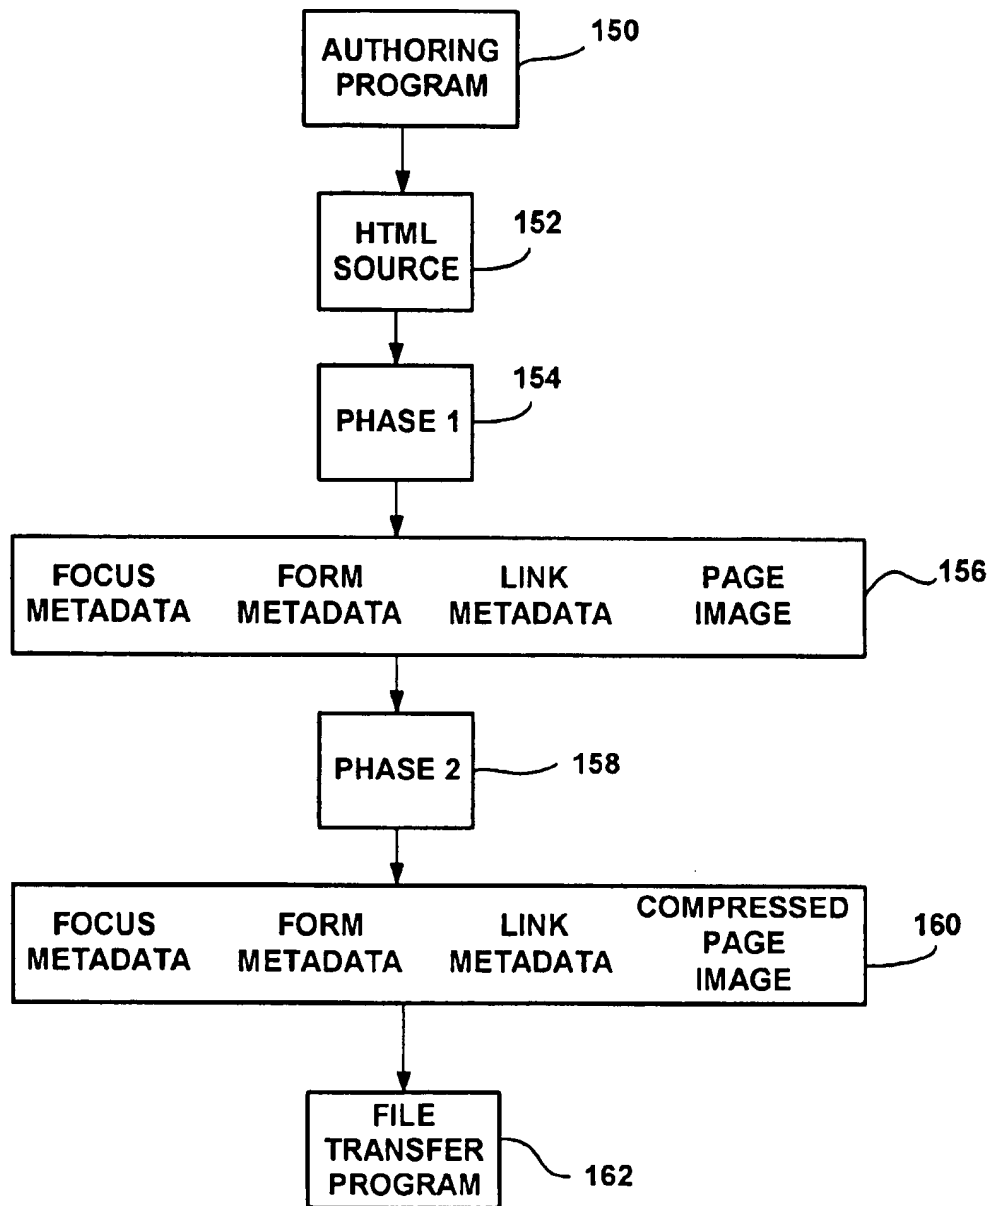 AUTHORING
PROGRAM
150
HTML
SOURCE
152
PHASE 1
154
FOCUS
METADATA
FORM
METADATA
LINK
METADATA
PAGE
IMAGE
156
PHASE 2
158
FOCUS
METADATA
FORM
METADATA
LINK
METADATA
COMPRESSED
PAGE
IMAGE
160
FILE
TRANSFER
PROGRAM
162